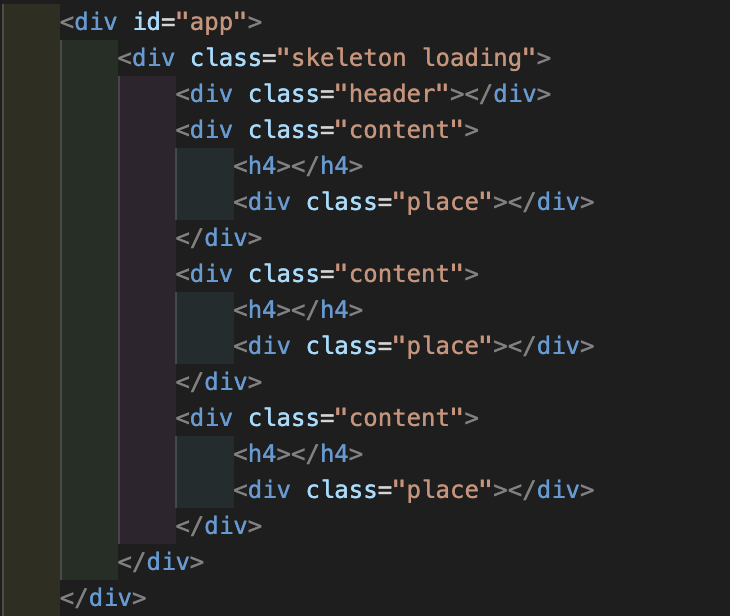 <div id="app">
<div class="skeleton loading">
<div class="header"></div>
<div class="content">
<h4></h4>
<div class="place"></div>
</div>
<div class="content">
<h4></h4>
<div class="place"></div>
</div>
<div class="content">
<h4></h4>
<div class="place"></div>
</div>
</div>
</div>